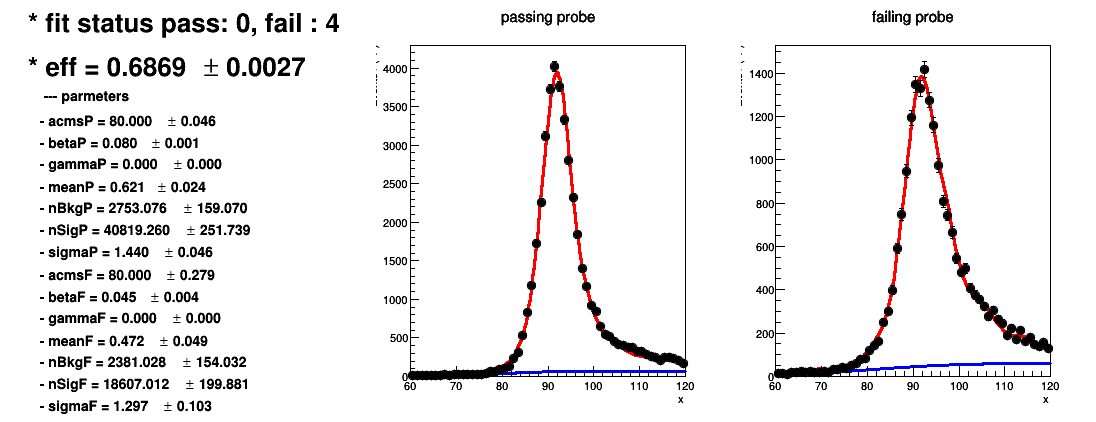 * fit status pass: 0, fail : 4
* eff = 0.6869 ± 0.0027
--- parmeters
- acmsP = 80.000 ± 0.046
- betaP = 0.080 ± 0.001
- gammaP = 0.000 ± 0.000
- meanP = 0.621 ± 0.024
- nBkgP = 2753.076 ± 159.070
- nSigP = 40819.260 ± 251.739
- sigmaP = 1.440 ± 0.046
- acmsF = 80.000 ± 0.279
- betaF = 0.045 ± 0.004
- gammaF = 0.000 ± 0.000
- meanF = 0.472 ± 0.049
- nBkgF = 2381.028 ± 154.032
- nSigF = 18607.012 ± 199.881
- sigmaF = 1.297 ± 0.103
passing probe
4000
3500
3000
2500
2000
1500
1000
500
0
60 70 80 90 100 110 120
x
failing probe
1400
1200
1000
800
600
400
200
0
60 70 80 90 100 110 120
x